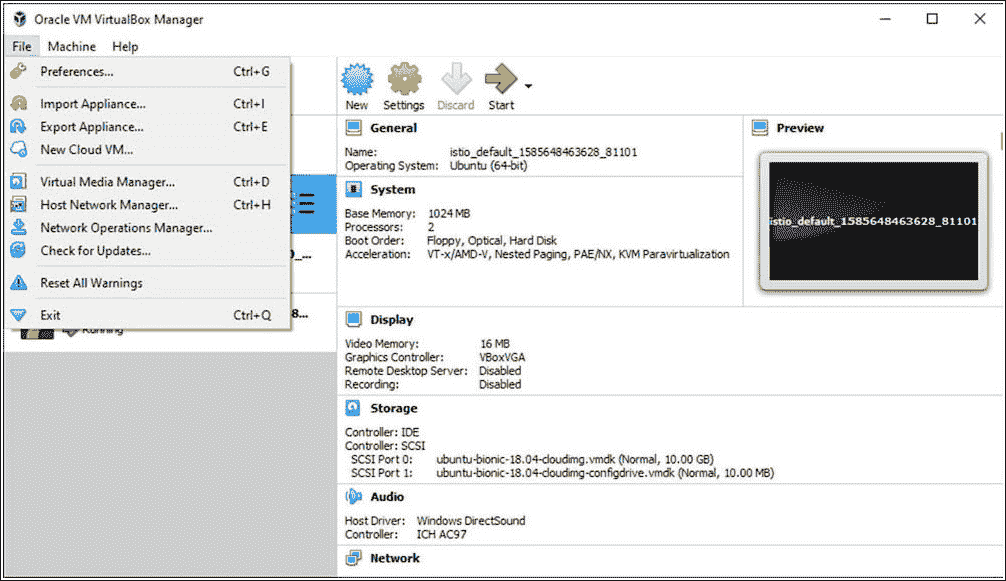 Oracle VM VirtualBox Manager
File Machine Help
Preferences... Ctrl+G
Import Appliance... Ctrl+I
Export Appliance... Ctrl+E
New Cloud VM...
Virtual Media Manager... Ctrl+D
Host Network Manager... Ctrl+H
Network Operations Manager...
Check for Updates...
Reset All Warnings
Exit Ctrl+Q
0_...
8...
Running
New Settings Discard Start
General
Name: istio_default_1585648463628_81101
Operating System: Ubuntu (64-bit)
System
Base Memory: 1024 MB
Processors: 2
Boot Order: Floppy, Optical, Hard Disk
Acceleration: VT-x/AMD-V, Nested Paging, PAE/NX, KVM Paravirtualization
Preview
istio_default_1585648463628_81101
Display
Video Memory: 16 MB
Graphics Controller: VBoxVGA
Remote Desktop Server: Disabled
Recording: Disabled
Storage
Controller: IDE
Controller: SCSI
SCSI Port 0: ubuntu-bionic-18.04-cloudimg.vmdk (Normal, 10.00 GB)
SCSI Port 1: ubuntu-bionic-18.04-cloudimg-configdrive.vmdk (Normal, 10.00 MB)
Audio
Host Driver: Windows DirectSound
Controller: ICH AC97
Network